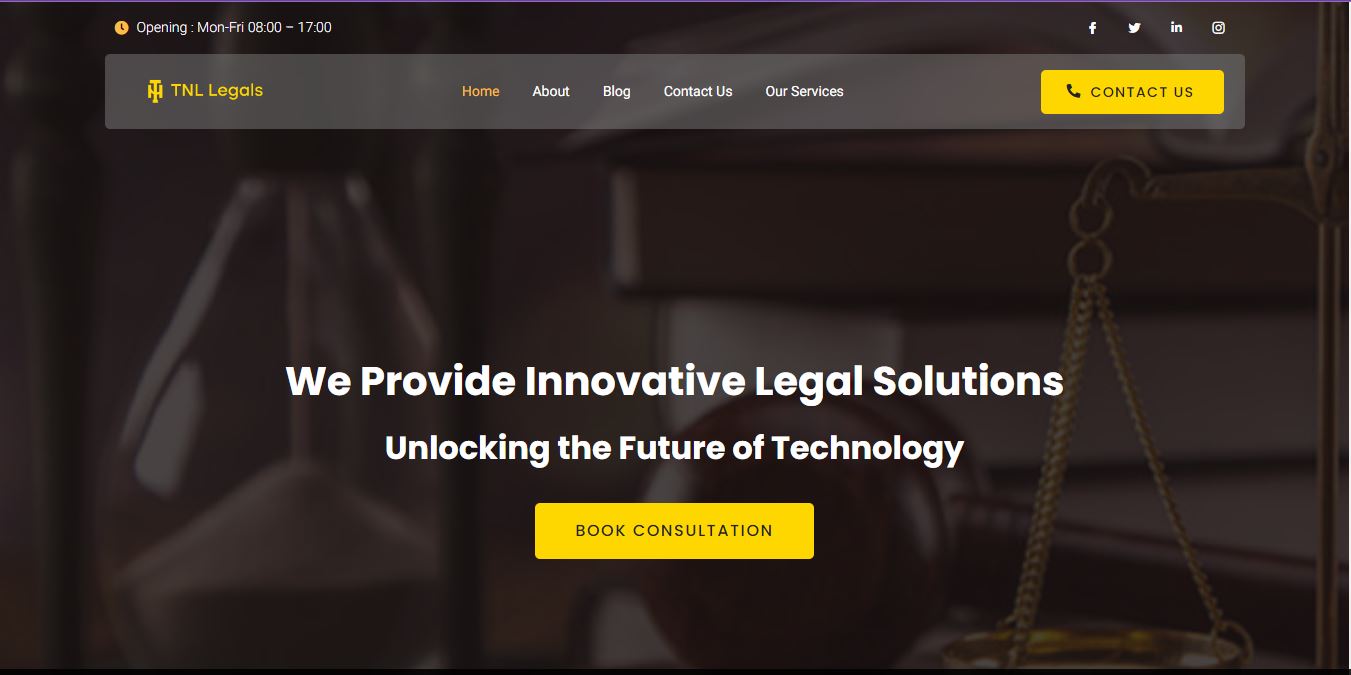 Opening : Mon-Fri 08:00 – 17:00
TNL Legals
Home About Blog Contact Us Our Services
CONTACT US
We Provide Innovative Legal Solutions
Unlocking the Future of Technology
BOOK CONSULTATION